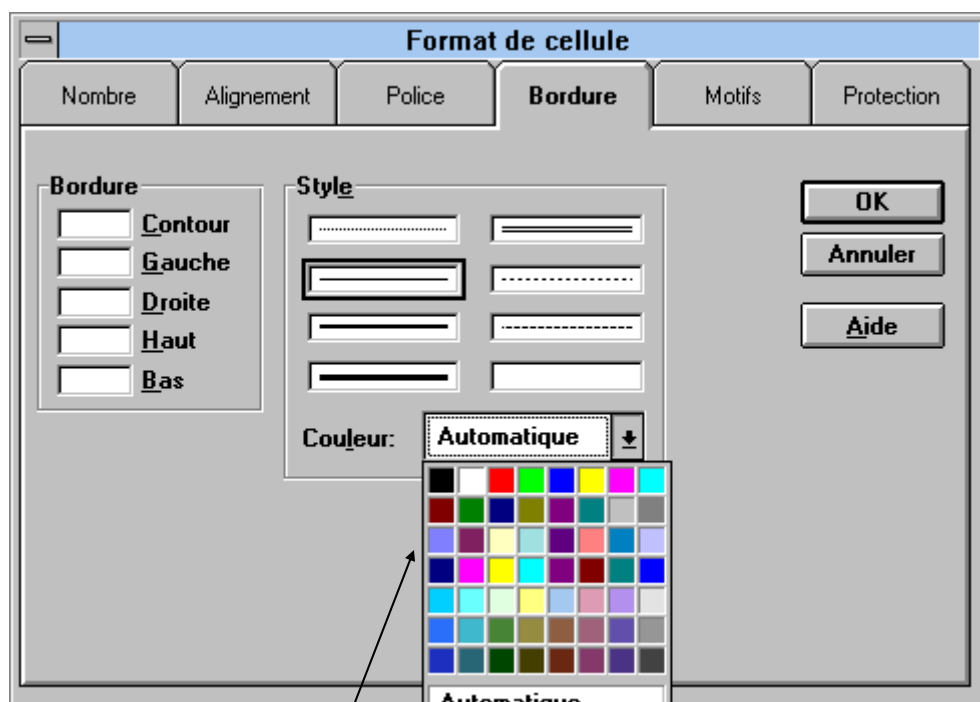 Format de cellule
Nombre Alignement Police Bordure Motifs Protection
Bordure
Contour
Gauche
Droite
Haut
Bas
Style
Couleur: Automatique
Automatique
OK
Annuler
Aide